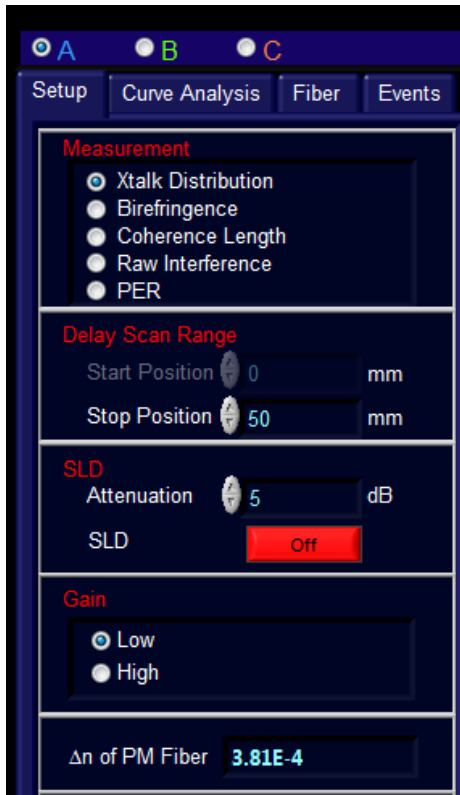 A B C
Setup Curve Analysis Fiber Events
Measurement
Xtalk Distribution
Birefringence
Coherence Length
Raw Interference
PER
Delay Scan Range
Start Position 0 mm
Stop Position 50 mm
SLD
Attenuation 5 dB
SLD Off
Gain
Low
High
Δn of PM Fiber 3.81E-4